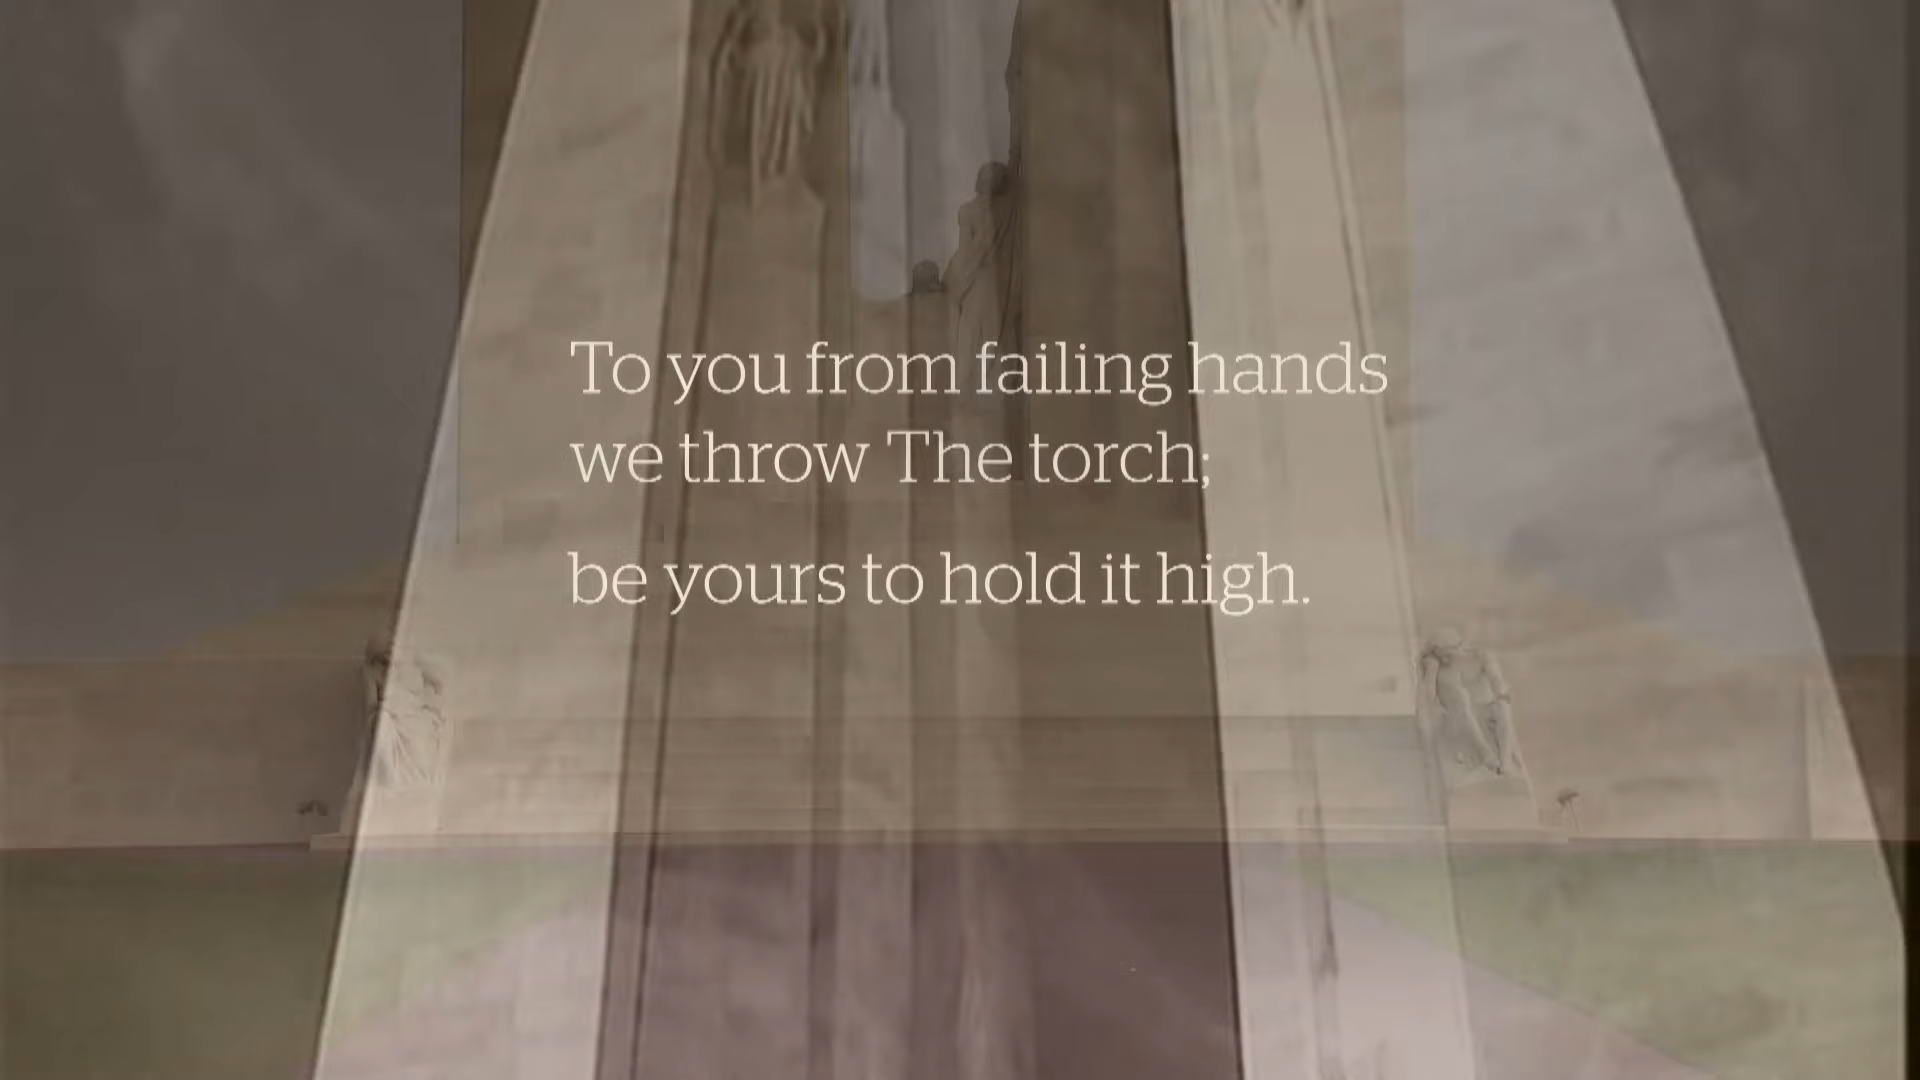 To you from failing hands
we throw The torch;
be yours to hold it high.